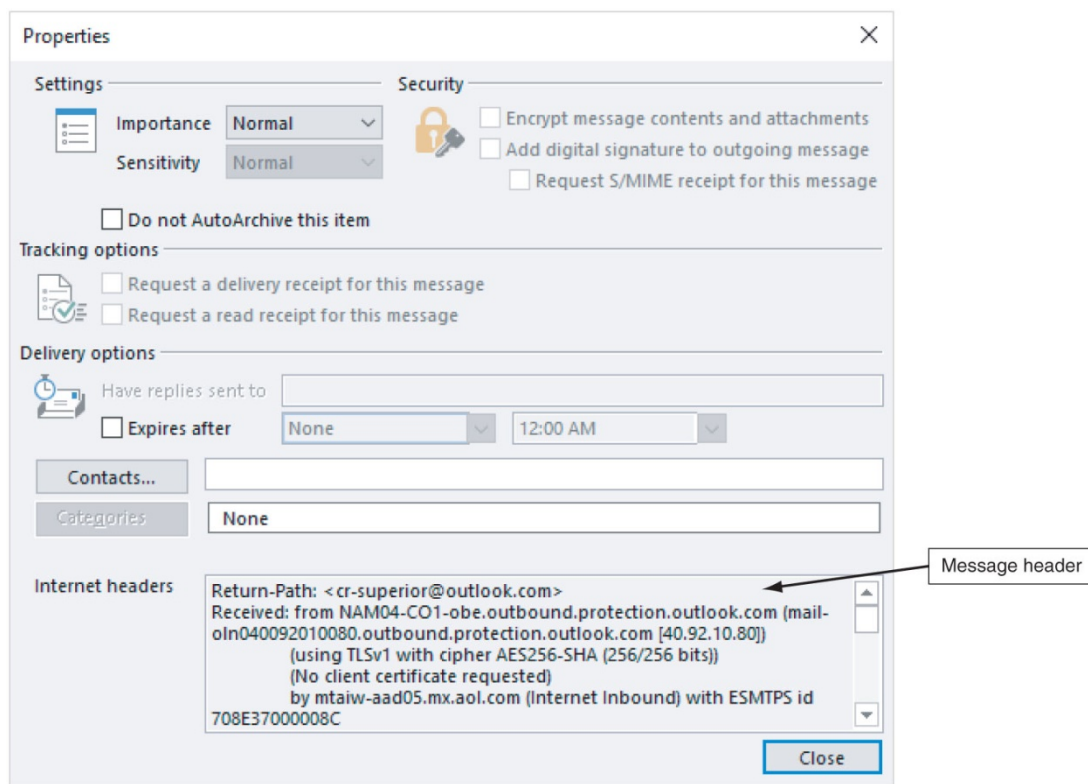 Properties
Settings
Security
Importance Normal
Encrypt message contents and attachments
Sensitivity Normal
Add digital signature to outgoing message
Request S/MIME receipt for this message
Do not AutoArchive this item
Tracking options
Request a delivery receipt for this message
Request a read receipt for this message
Delivery options
Have replies sent to
Expires after None 12:00 AM
Contacts...
Categories None
Internet headers
Return-Path: <cr-superior@outlook.com>
Received: from NAM04-CO1-obe.outbound.protection.outlook.com (mail-
oln040092010080.outbound.protection.outlook.com [40.92.10.80])
(using TLSv1 with cipher AES256-SHA (256/256 bits))
(No client certificate requested)
by mtaiw-aad05.mx.aol.com (Internet Inbound) with ESMTPS id
708E37000008C
Message header
Close